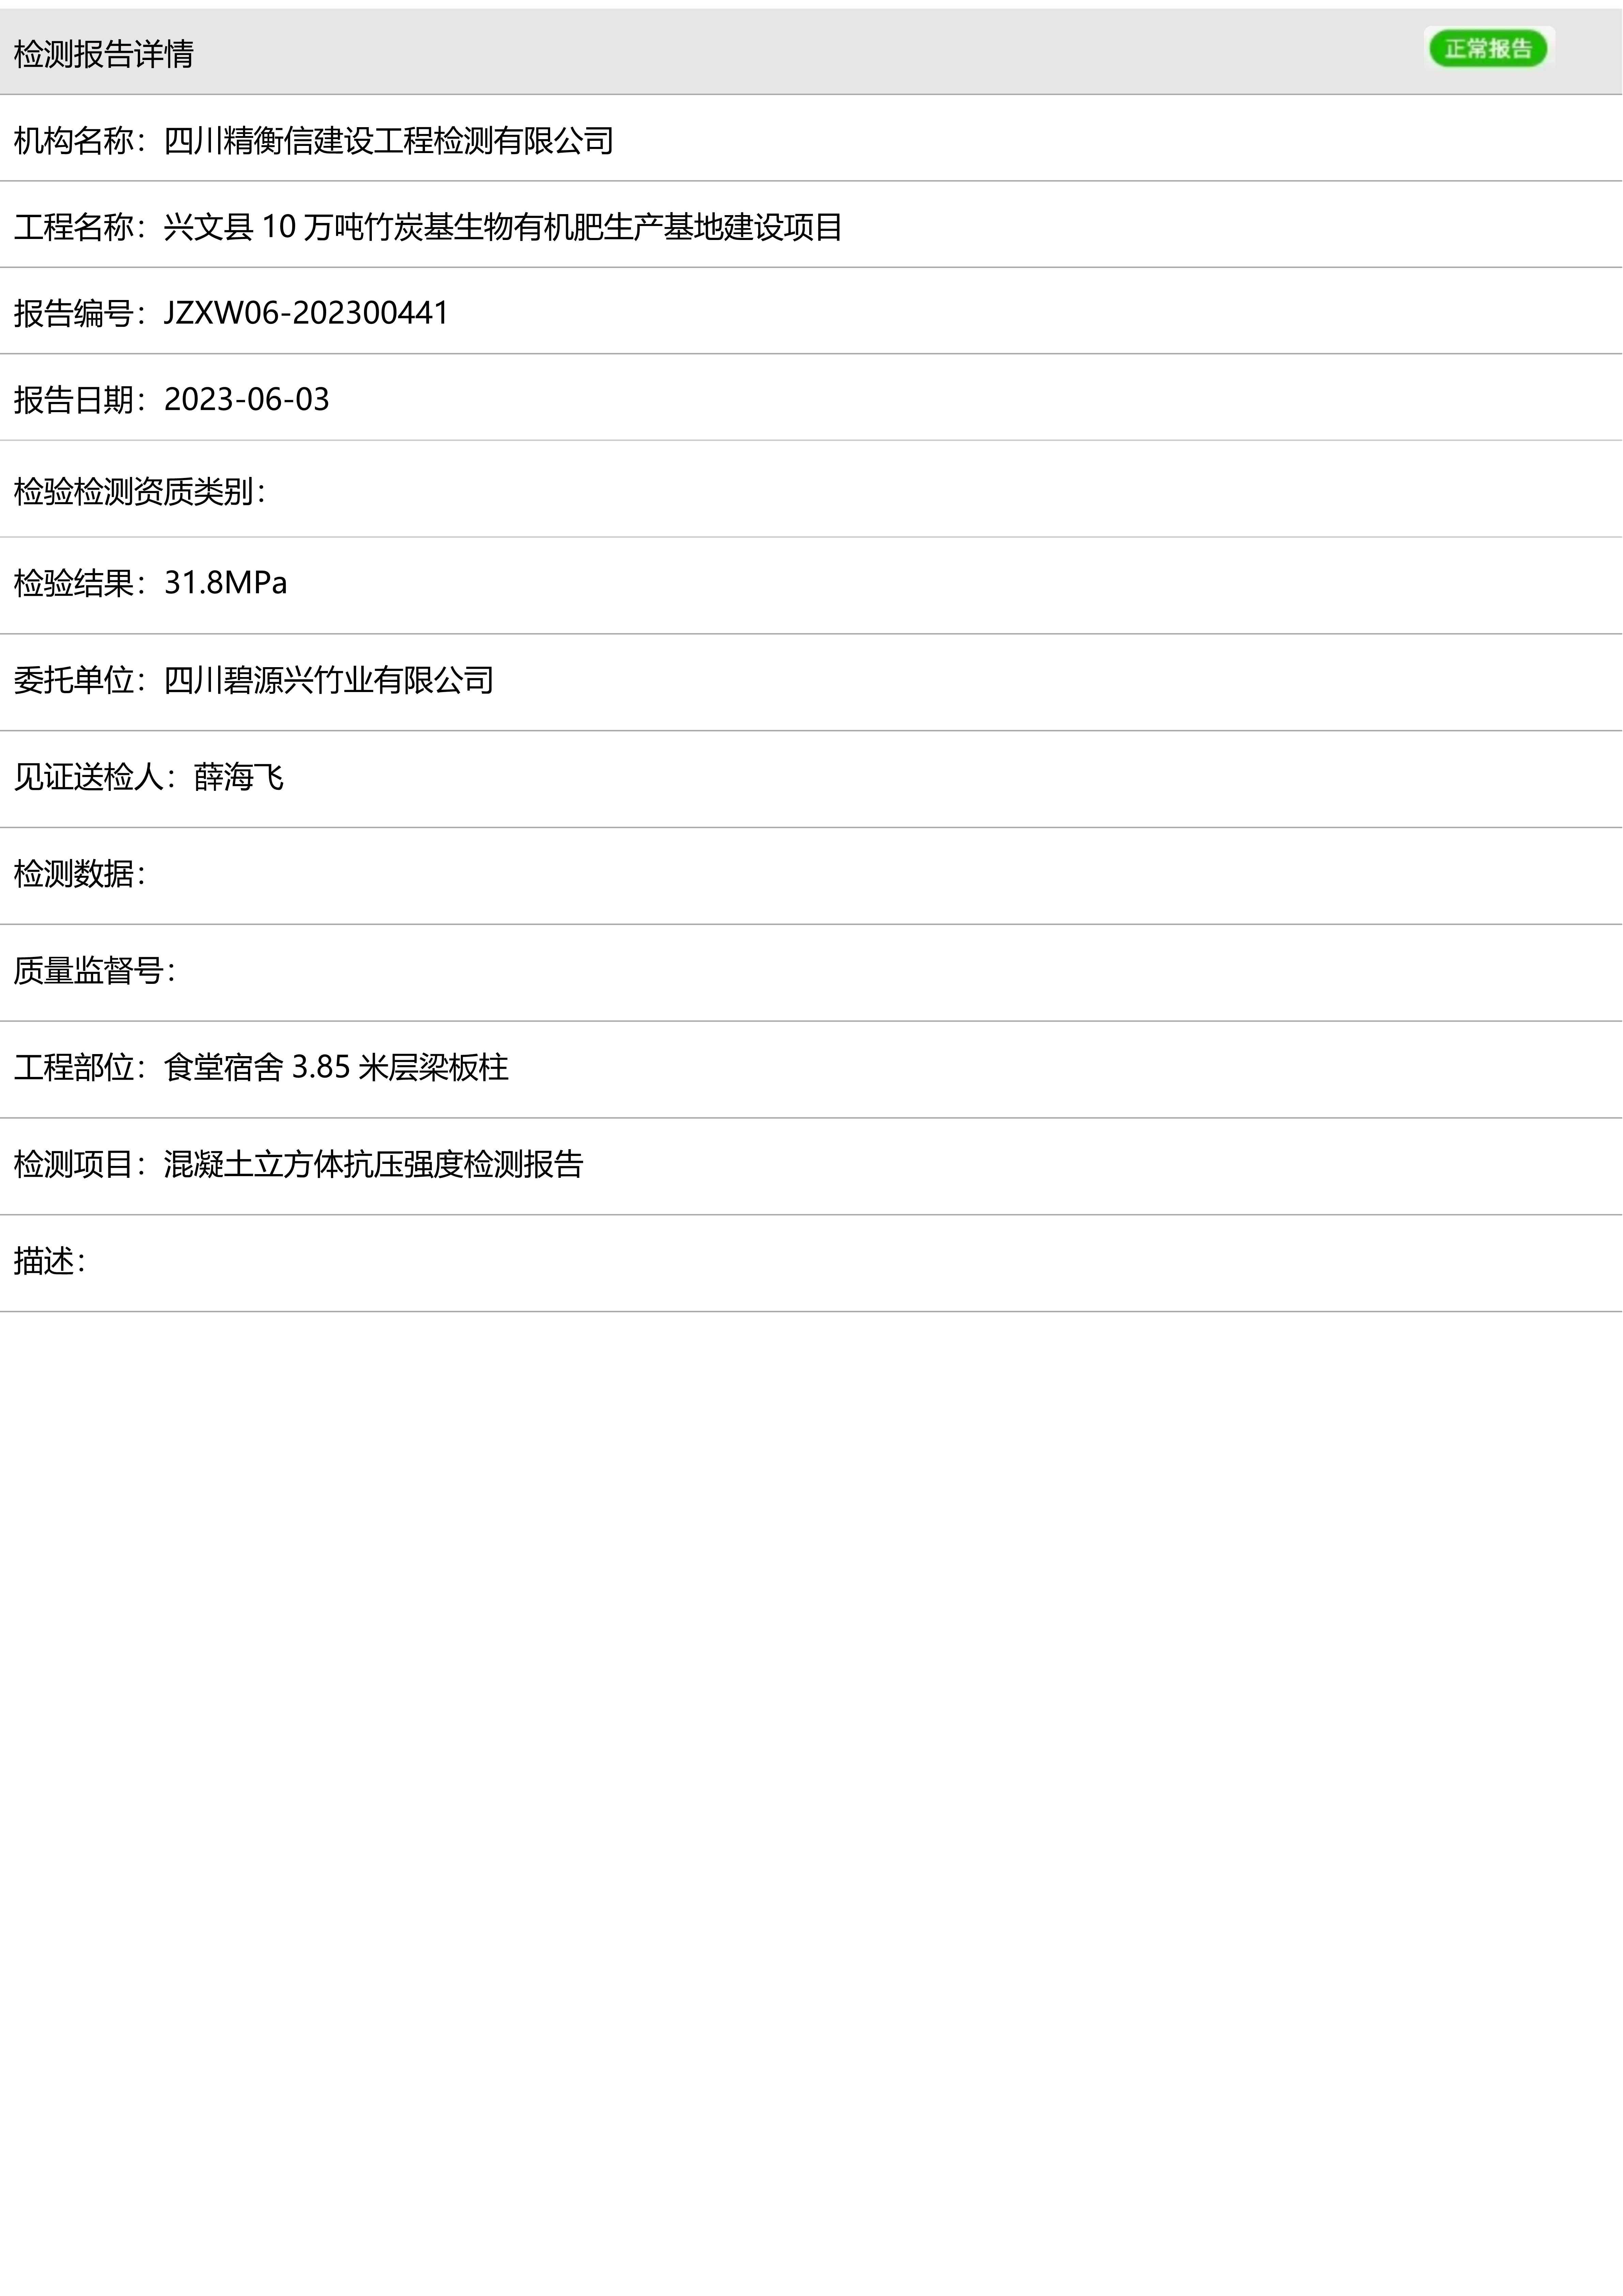 检测报告详情
正常报告
机构名称：四川精衡信建设工程检测有限公司
工程名称：兴文县 10 万吨竹炭基生物有机肥生产基地建设项目
报告编号：JZXW06-202300441
报告日期：2023-06-03
检验检测资质类别：
检验结果：31.8MPa
委托单位：四川碧源兴竹业有限公司
见证送检人：薛海飞
检测数据：
质量监督号：
工程部位：食堂宿舍 3.85 米层梁板柱
检测项目：混凝土立方体抗压强度检测报告
描述：